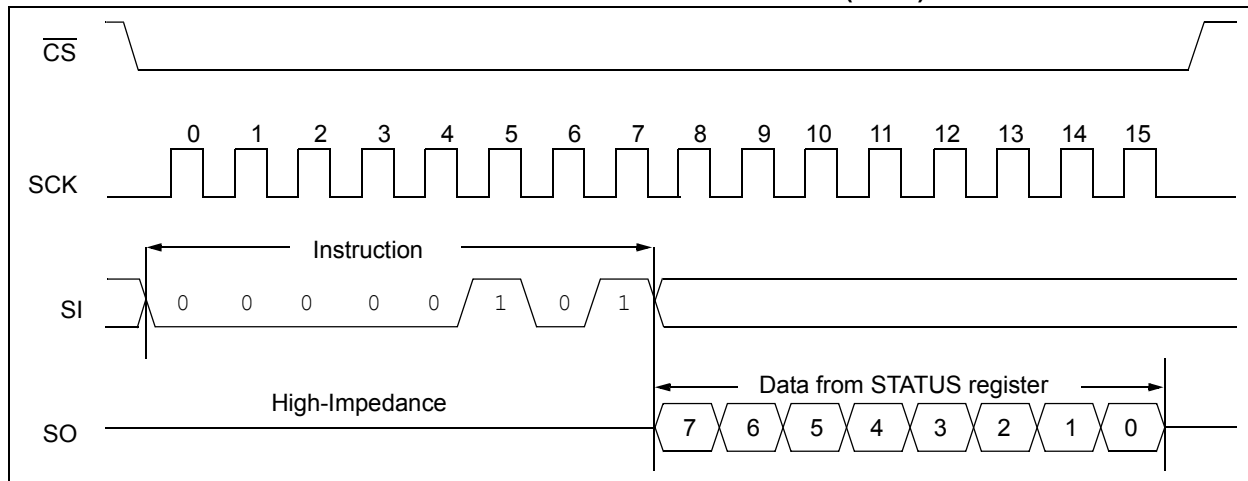 CS
0 1 2 3 4 5 6 7 8 9 10 11 12 13 14 15
SCK
Instruction
SI 0 0 0 0 0 1 0 1
Data from STATUS register
High-Impedance
SO 7 6 5 4 3 2 1 0